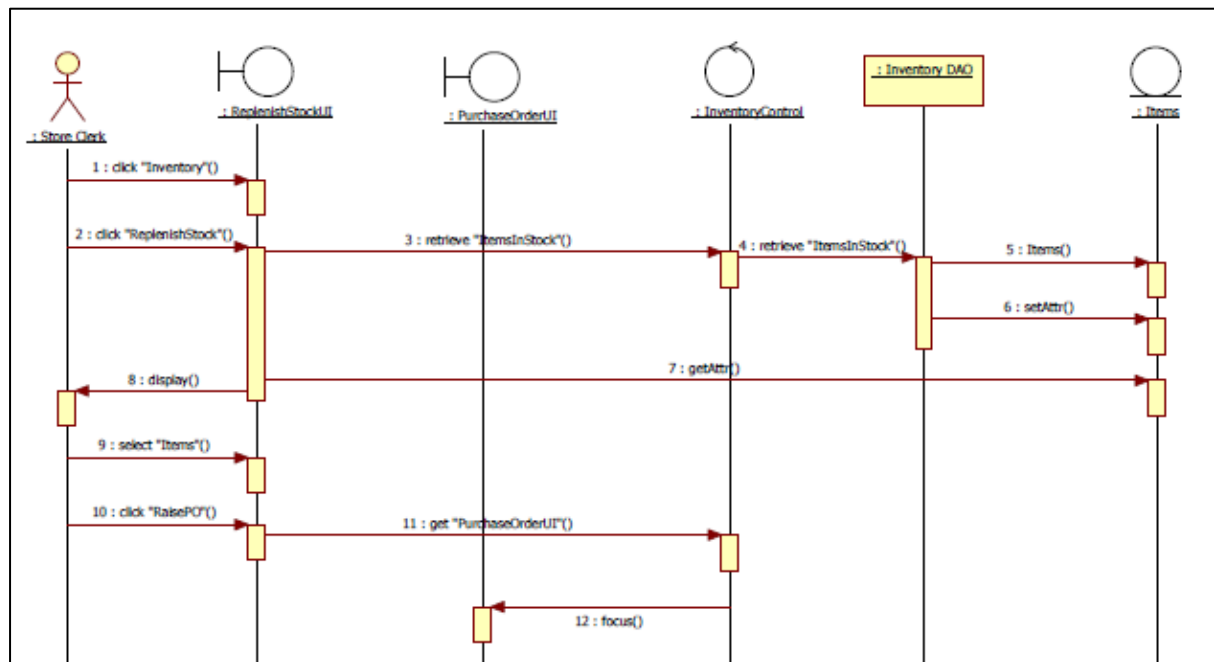 : Inventory DAO
: ReplenishStockUI
: PurchaseOrderUI
: InventoryControl
: Items
: Store Clerk
1 : click "Inventory"()
2 : click "ReplenishStock"()
3 : retrieve "ItemsInStock"()
4 : retrieve "ItemsInStock"()
5 : Items()
6 : setAttr()
7 : getAttr()
8 : display()
9 : select "Items"()
10 : click "RaisePO"()
11 : get "PurchaseOrderUI"()
12 : focus()